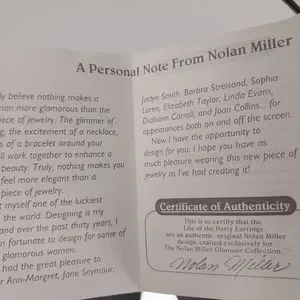 A Personal Note From Nolan Miller
ly believe nothing makes a
man more glamorous than the
piece of jewelry. The glimmer of
g, the excitement of a necklace,
s of a bracelet around your
ll work together to enhance a
beauty. Truly, nothing makes you
feel more elegant than a
piece of jewelry.
t myself one of the luckiest
the world. Designing is my
and over the past thirty years, I
n fortunate to design for some of
glamorous women.
had the great pleasure to
r Ann-Margret, Jane Seymour,
Jaclyn Smith, Barbra Streisand, Sophia
Loren, Elizabeth Taylor, Linda Evans,
Diahann Carroll, and Joan Collins... for
appearances both on and off the screen.
Now I have the opportunity to
design for you. I hope you have as
much pleasure wearing this new piece of
jewelry as I've had creating it!
Certificate of Authenticity
This is to certify that the
Life of the Party Earrings
are an authentic, original Nolan Miller
design, crafted exclusively for
The Nolan Miller Glamour Collection.
Nolan Miller